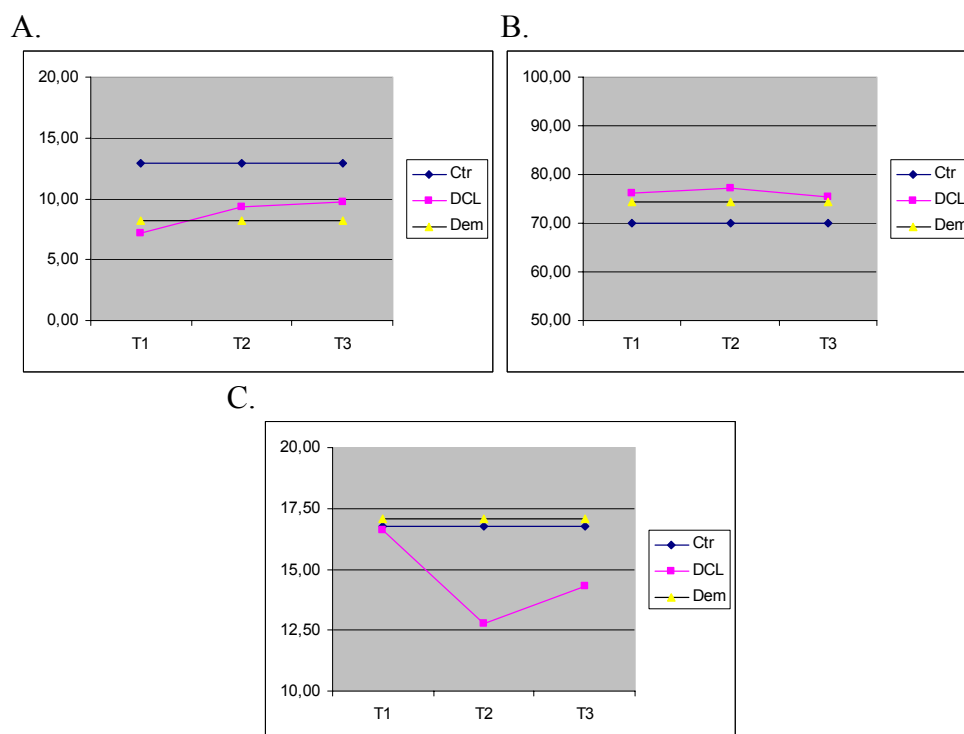 A.
20,00
15,00
10,00
5,00
0,00
T1 T2 T3
Ctr
DCL
Dem
B.
100,00
90,00
80,00
70,00
60,00
50,00
T1 T2 T3
Ctr
DCL
Dem
C.
20,00
17,50
15,00
12,50
10,00
T1 T2 T3
Ctr
DCL
Dem